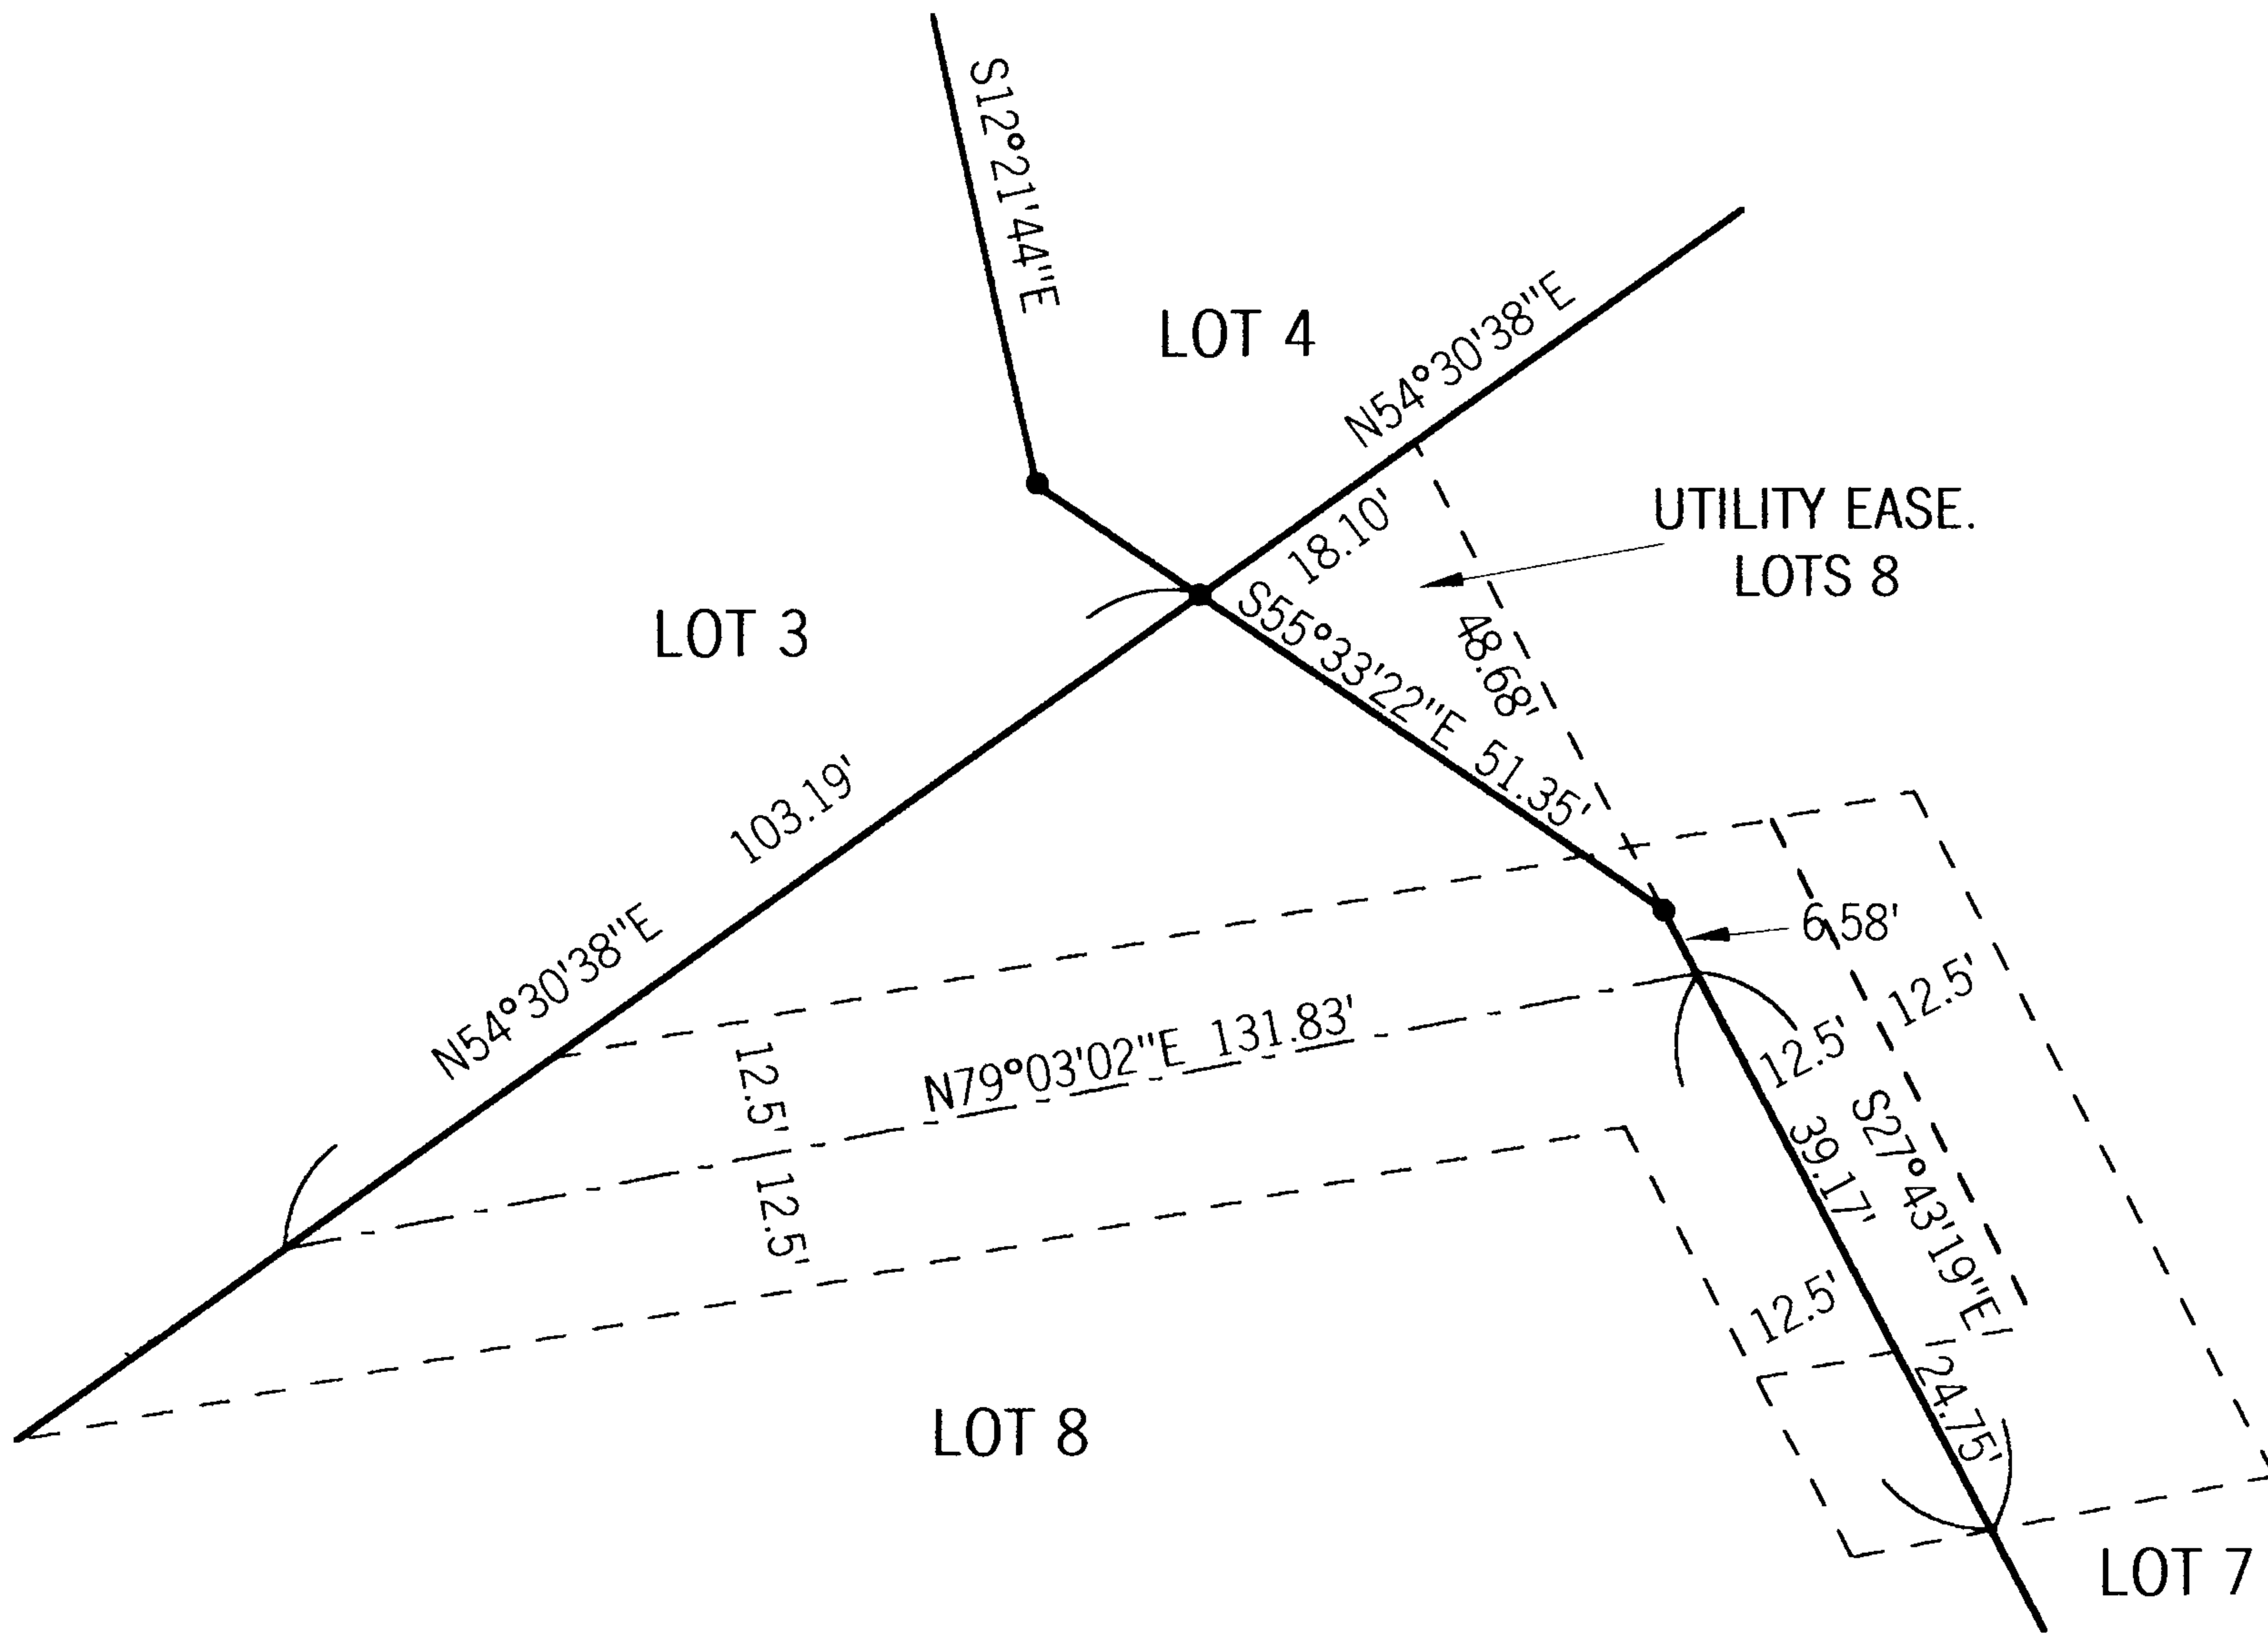 S12°21'44"E
LOT 4
N54°30'38"E
18.10'
UTILITY EASE.
LOTS 8
S55°33'22"E 51.35'
48.68'
LOT 3
103.19'
N54°30'38"E
6.58'
12.5'
12.5'
N79°03'02"E 131.83'
12.5'
12.5'
39.17'
S27°43'19"E
12.5'
24.75'
LOT 8
LOT 7